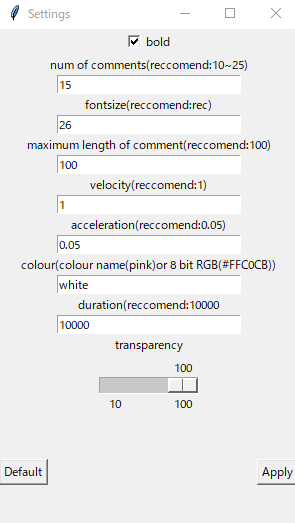 Settings
bold
num of comments(reccomend:10~25)
15
fontsize(reccomend:rec)
26
maximum length of comment(reccomend:100)
100
velocity(reccomend:1)
1
acceleration(reccomend:0.05)
0.05
colour(colour name(pink)or 8 bit RGB(#FFC0CB))
white
duration(reccomend:10000
10000
transparency
100
10 100
Default Apply